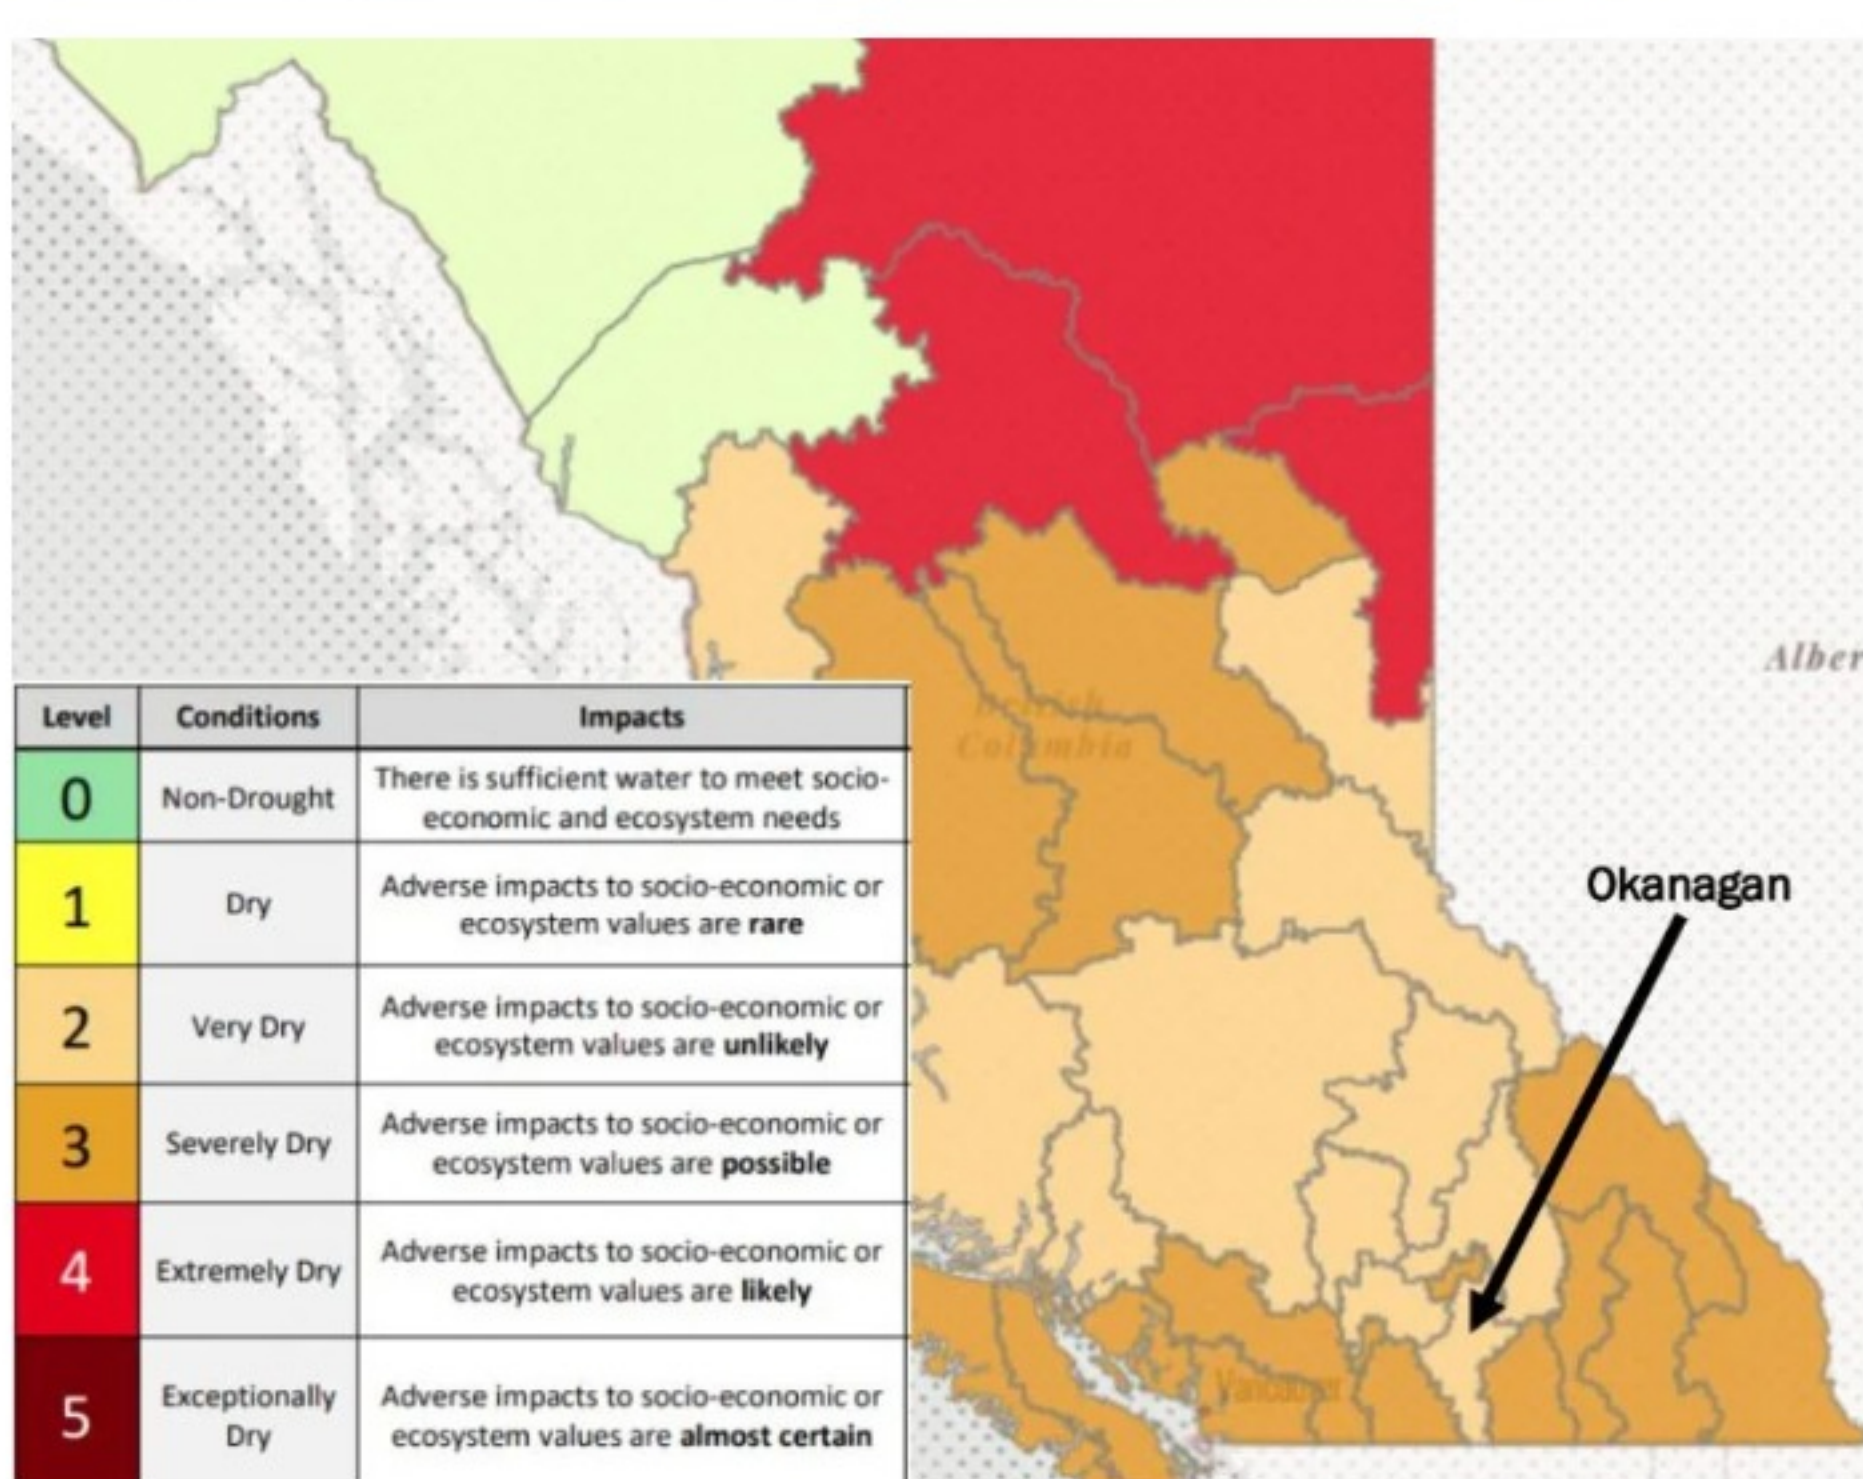 Alber
British
Columbia
Okanagan
Vancouver
Level Conditions Impacts
0 Non-Drought There is sufficient water to meet socio-
economic and ecosystem needs
1 Dry Adverse impacts to socio-economic or
ecosystem values are rare
2 Very Dry Adverse impacts to socio-economic or
ecosystem values are unlikely
3 Severely Dry Adverse impacts to socio-economic or
ecosystem values are possible
4 Extremely Dry Adverse impacts to socio-economic or
ecosystem values are likely
5 Exceptionally
Dry
Adverse impacts to socio-economic or
ecosystem values are almost certain